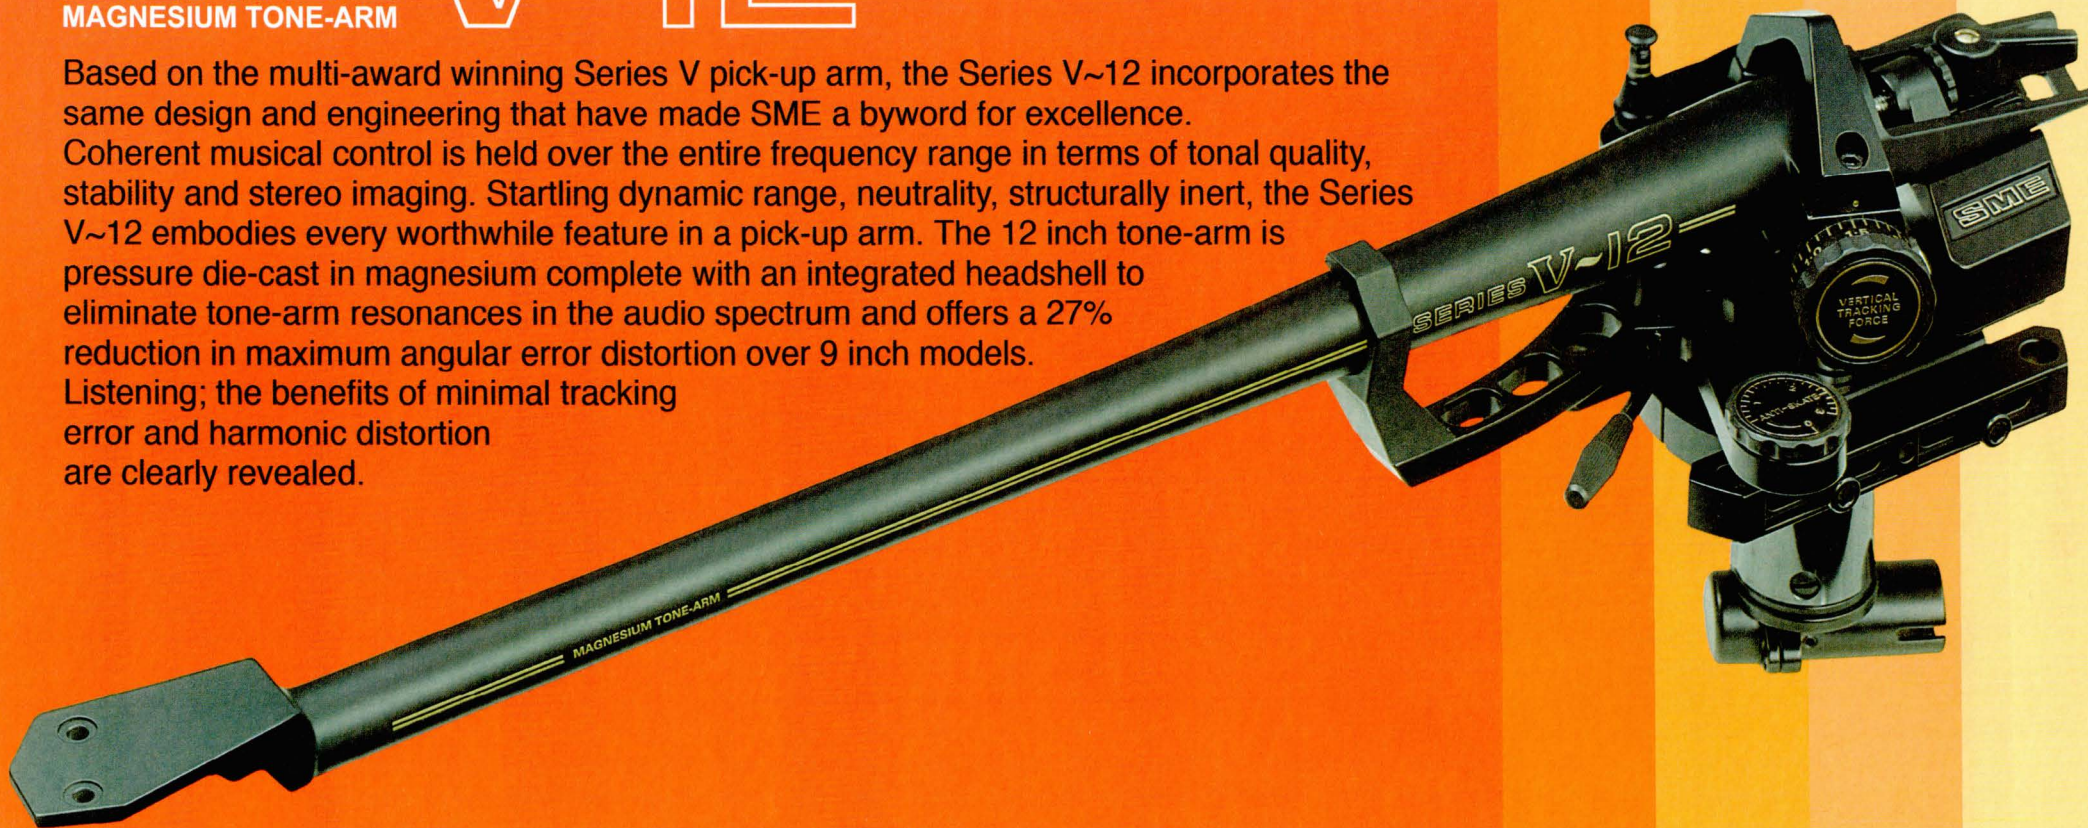 MAGNESIUM TONE-ARM
Based on the multi-award winning Series V pick-up arm, the Series V~12 incorporates the
same design and engineering that have made SME a byword for excellence.
Coherent musical control is held over the entire frequency range in terms of tonal quality,
stability and stereo imaging. Startling dynamic range, neutrality, structurally inert, the Series
V~12 embodies every worthwhile feature in a pick-up arm. The 12 inch tone-arm is
pressure die-cast in magnesium complete with an integrated headshell to
eliminate tone-arm resonances in the audio spectrum and offers a 27%
reduction in maximum angular error distortion over 9 inch models.
Listening; the benefits of minimal tracking
error and harmonic distortion
are clearly revealed.
SME
SERIES V~12
VERTICAL
TRACKING
FORCE
ANTI-SKATE
MAGNESIUM TONE-ARM